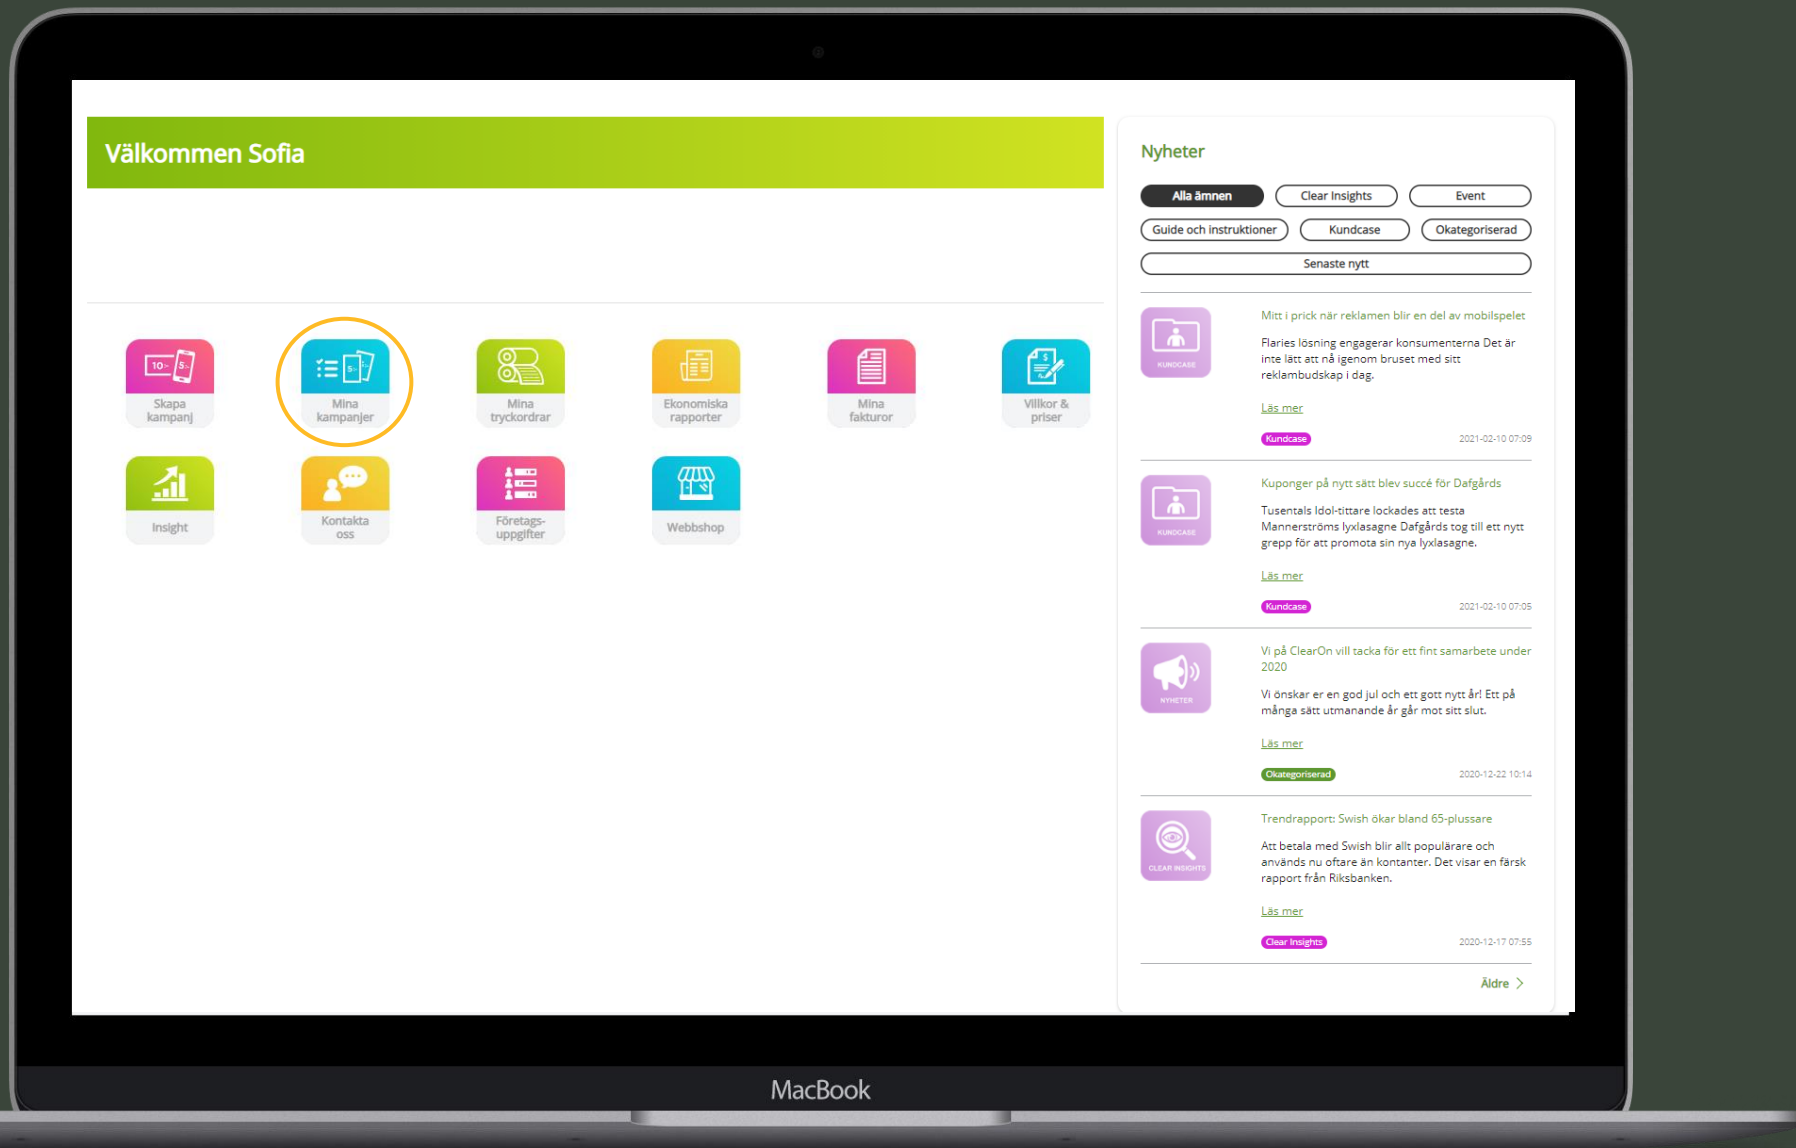 Välkommen Sofia
10:- 5:-
Skapa
kampanj
5:-
Mina
kampanjer
Mina
tryckordrar
Ekonomiska
rapporter
Mina
fakturor
$
Villkor &
priser
Insight
Kontakta
oss
Företags-
uppgifter
Webbshop
Nyheter
Alla ämnen
Clear Insights
Event
Guide och instruktioner
Kundcase
Okategoriserad
Senaste nytt
KUNDCASE
Mitt i prick när reklamen blir en del av mobilspelet
Flaries lösning engagerar konsumenterna Det är
inte lätt att nå igenom bruset med sitt
reklambudskap i dag.
Läs mer
Kundcase
2021-02-10 07:09
KUNDCASE
Kuponger på nytt sätt blev succé för Dafgårds
Tusentals Idol-tittare lockades att testa
Mannerströms lyxlasagne Dafgårds tog till ett nytt
grepp för att promota sin nya lyxlasagne.
Läs mer
Kundcase
2021-02-10 07:05
NYHETER
Vi på ClearOn vill tacka för ett fint samarbete under
2020
Vi önskar er en god jul och ett gott nytt år! Ett på
många sätt utmanande år går mot sitt slut.
Läs mer
Okategoriserad
2020-12-22 10:14
CLEAR INSIGHTS
Trendrapport: Swish ökar bland 65-plussare
Att betala med Swish blir allt populärare och
används nu oftare än kontanter. Det visar en färsk
rapport från Riksbanken.
Läs mer
Clear Insights
2020-12-17 07:55
Äldre
MacBook